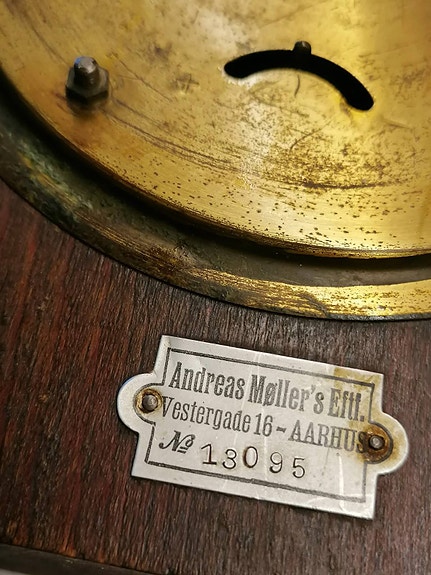 Andreas Møller's Eftf.
Vestergade 16 - AARHUS
№ 13095